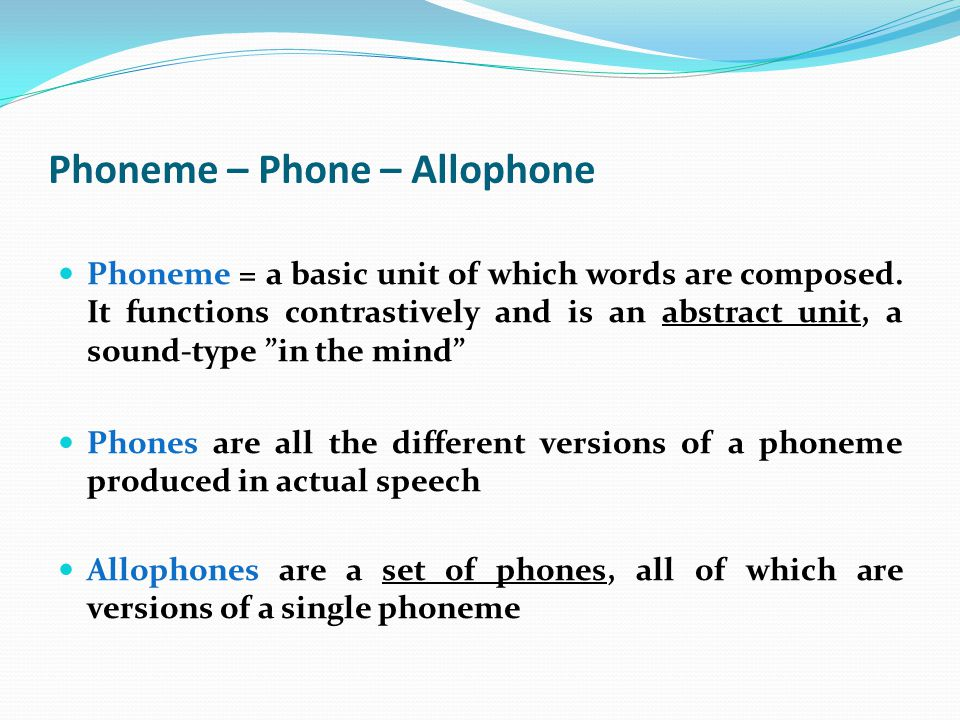 Phoneme – Phone – Allophone
Phoneme = a basic unit of which words are composed.
It functions contrastively and is an abstract unit, a
sound-type ”in the mind”
Phones are all the different versions of a phoneme
produced in actual speech
Allophones are a set of phones, all of which are
versions of a single phoneme